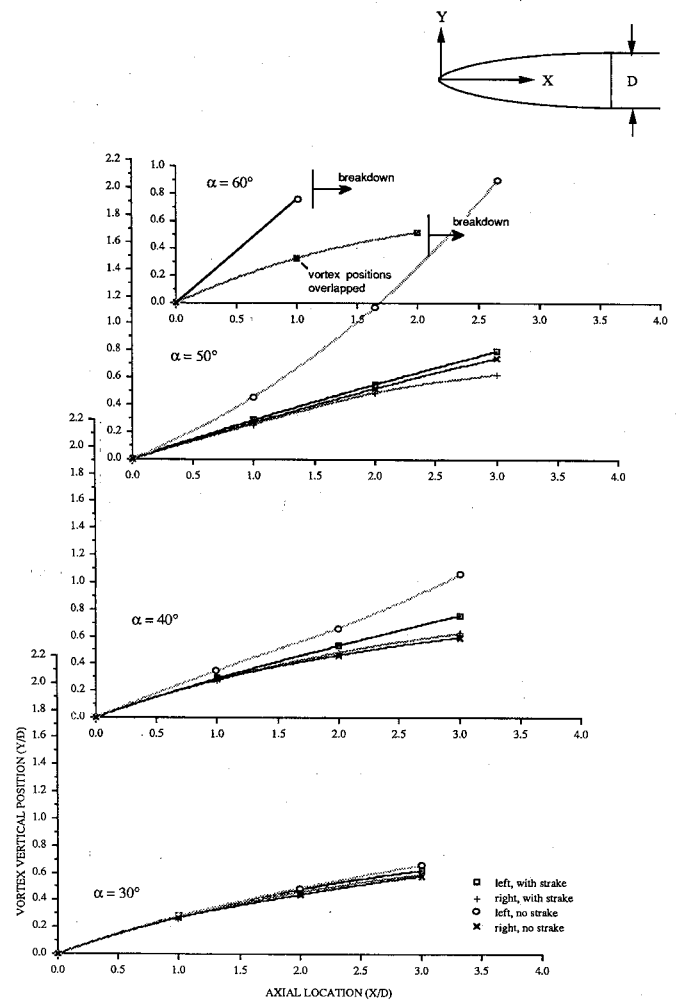 Y
X
D
2.2
2.0
1.8
1.6
1.4
1.2
1.0
0.8
0.6
0.4
0.2
0.0
1.0
0.8
0.6
0.4
0.2
0.0
α = 60°
breakdown
breakdown
vortex positions
overlapped
0.0 0.5 1.0 1.5 2.0 2.5 3.0 3.5 4.0
α = 50°
0.0 0.5 1.0 1.5 2.0 2.5 3.0 3.5 4.0
2.2
2.0
1.8
1.6
1.4
1.2
1.0
0.8
0.6
0.4
0.2
0.0
α = 40°
0.0 0.5 1.0 1.5 2.0 2.5 3.0 3.5 4.0
VORTEX VERTICAL POSITION (Y/D)
2.2
2.0
1.8
1.6
1.4
1.2
1.0
0.8
0.6
0.4
0.2
0.0
α = 30°
left, with strake
right, with strake
left, no strake
right, no strake
0.0 0.5 1.0 1.5 2.0 2.5 3.0 3.5 4.0
AXIAL LOCATION (X/D)